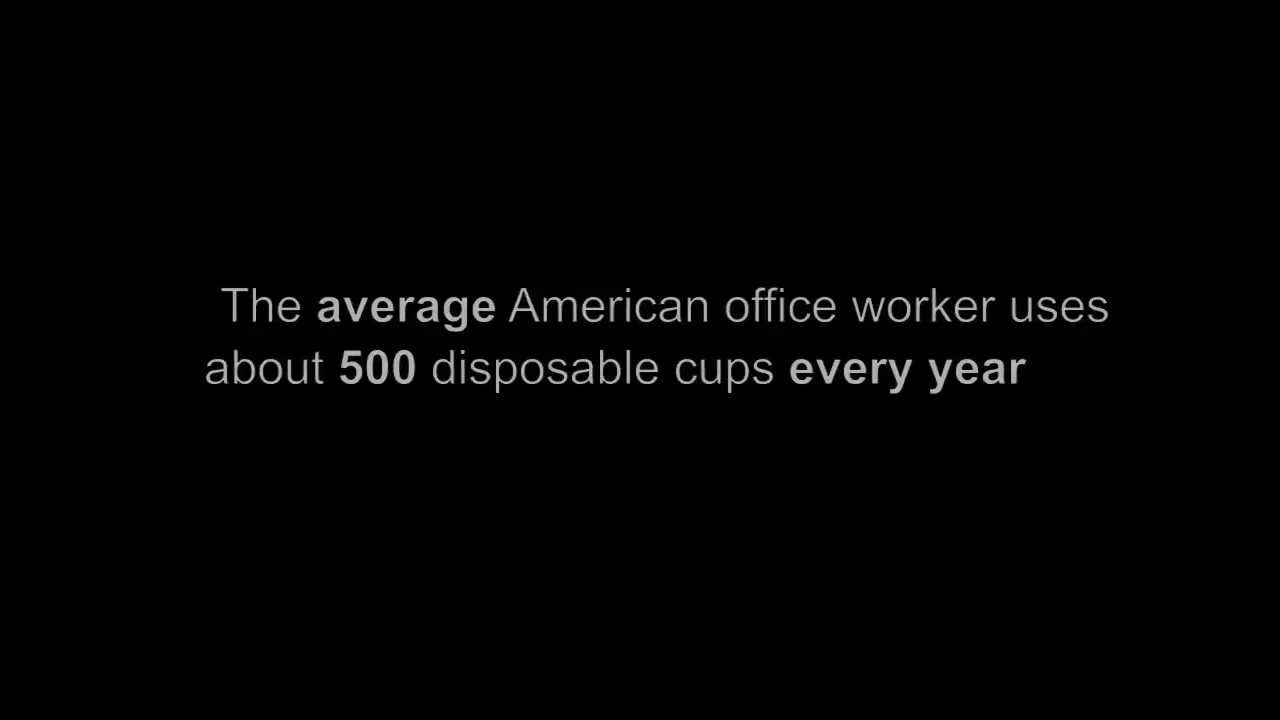 The average American office worker uses
about 500 disposable cups every year